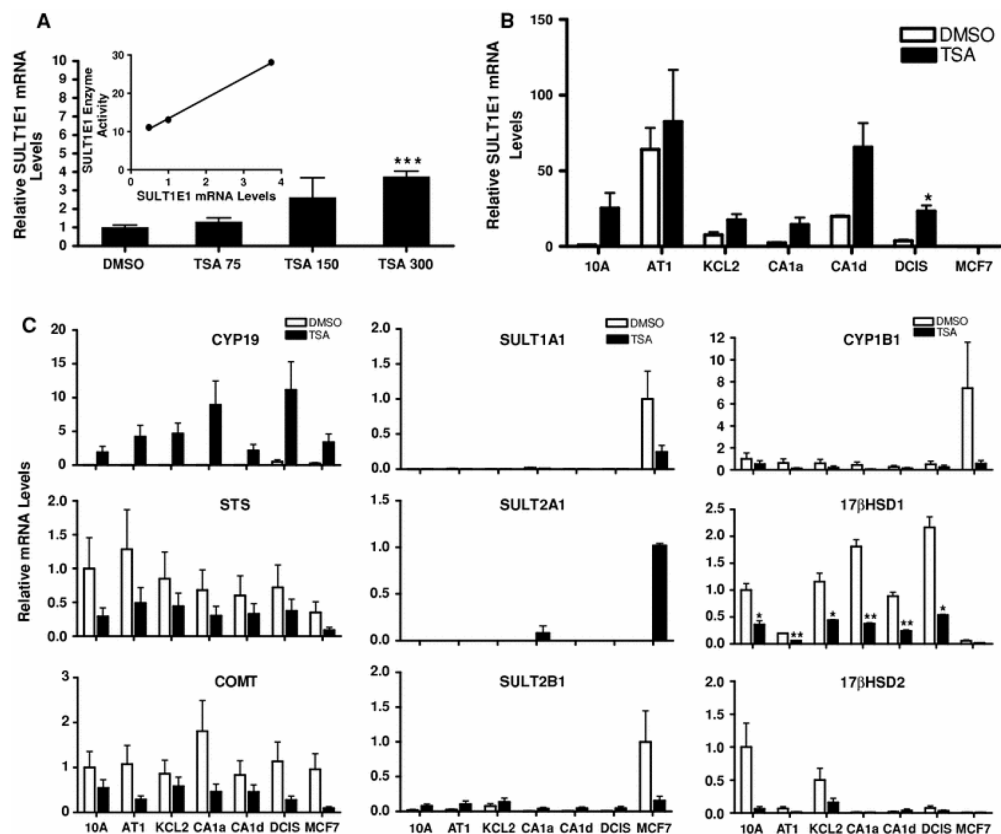 A
Relative SULT1E1 mRNA
Levels
10
9
8
7
6
5
4
3
2
1
0
SULT1E1 Enzyme
Activity
30
20
10
0
0 1 2 3 4
SULT1E1 mRNA Levels
***
DMSO TSA 75 TSA 150 TSA 300
B
Relative SULT1E1 mRNA
Levels
150
100
50
0
DMSO
TSA
*
10A AT1 KCL2 CA1a CA1d DCIS MCF7
C
Relative mRNA Levels
CYP19
DMSO
TSA
20
15
10
5
0
SULT1A1
DMSO
TSA
2.0
1.5
1.0
0.5
0.0
CYP1B1
DMSO
TSA
12
10
8
6
4
2
0
STS
2.0
1.5
1.0
0.5
0.0
SULT2A1
1.5
1.0
0.5
0.0
17βHSD1
2.5
2.0
1.5
1.0
0.5
0.0
* ** * ** ** *
COMT
3
2
1
0
10A AT1 KCL2 CA1a CA1d DCIS MCF7
SULT2B1
2.0
1.5
1.0
0.5
0.0
10A AT1 KCL2 CA1a CA1d DCIS MCF7
17βHSD2
2.0
1.5
1.0
0.5
0.0
10A AT1 KCL2 CA1a CA1d DCIS MCF7